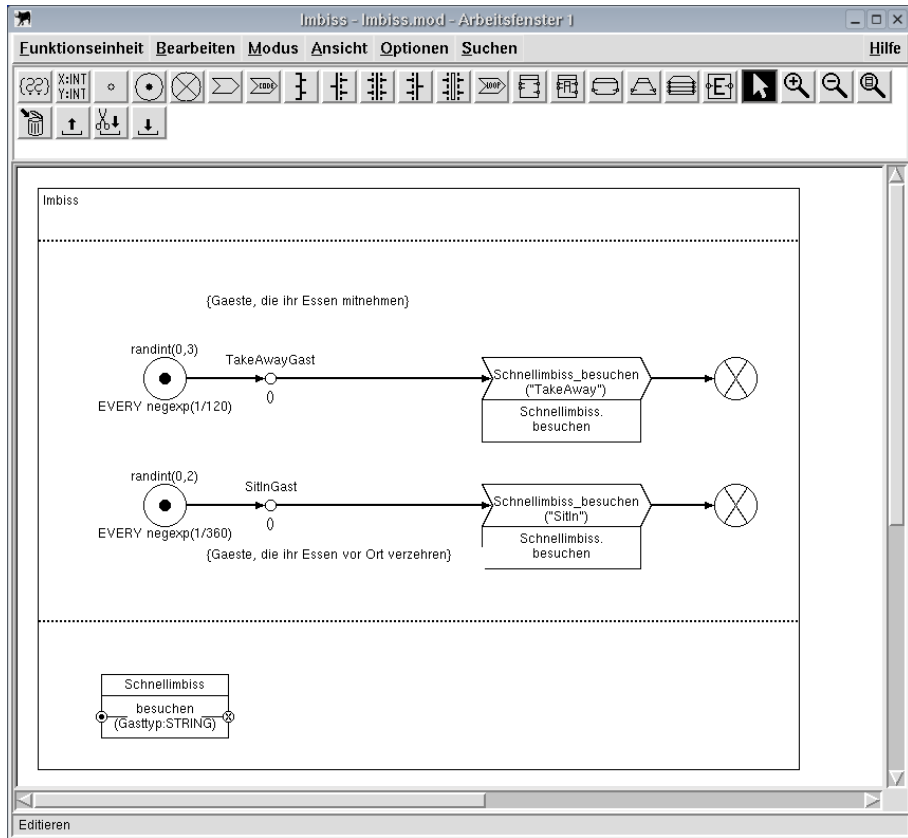 Imbiss - Imbiss.mod - Arbeitsfenster 1
Funktionseinheit Bearbeiten Modus Ansicht Optionen Suchen Hilfe
X:INT
Y:INT
CODE
LOOP
E
Imbiss
{Gaeste, die ihr Essen mitnehmen}
randint(0,3)
TakeAwayGast
EVERY negexp(1/120)
()
Schnellimbiss_besuchen
("TakeAway")
Schnellimbiss.
besuchen
randint(0,2)
SitInGast
EVERY negexp(1/360)
()
Schnellimbiss_besuchen
("SitIn")
Schnellimbiss.
besuchen
{Gaeste, die ihr Essen vor Ort verzehren}
Schnellimbiss
besuchen
(Gasttyp:STRING)
Editieren